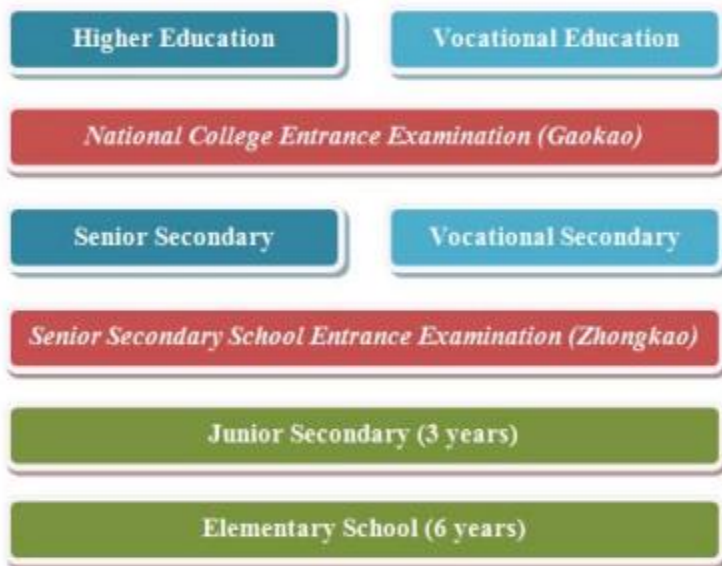 Higher Education
Vocational Education
National College Entrance Examination (Gaokao)
Senior Secondary
Vocational Secondary
Senior Secondary School Entrance Examination (Zhongkao)
Junior Secondary (3 years)
Elementary School (6 years)